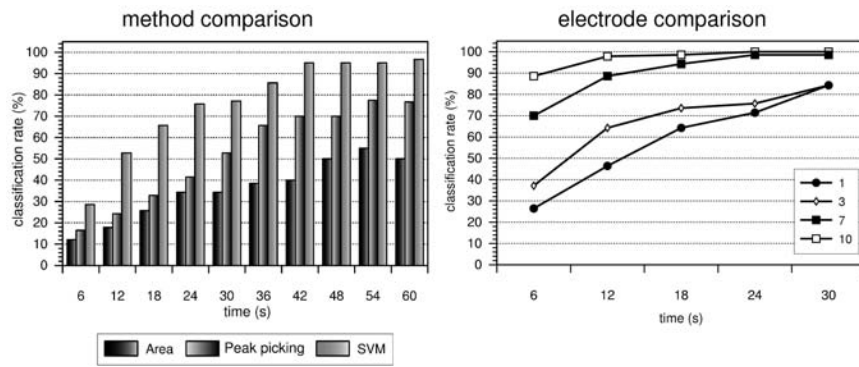 method comparison
classification rate (%)
100
90
80
70
60
50
40
30
20
10
0
6 12 18 24 30 36 42 48 54 60
time (s)
Area Peak picking SVM
electrode comparison
classification rate (%)
100
90
80
70
60
50
40
30
20
10
0
1
3
7
10
6 12 18 24 30
time (s)